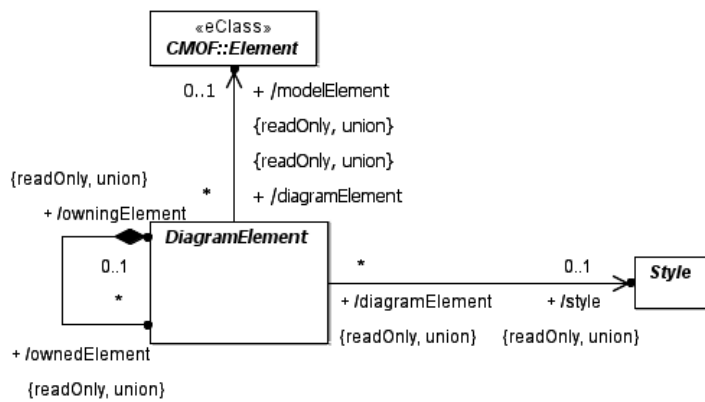 «eClass»
CMOF::Element
0..1
+ /modelElement
{readOnly, union}
{readOnly, union}
{readOnly, union}
*
+ /diagramElement
+ /owningElement
DiagramElement
0..1
*
*
0..1
Style
+ /diagramElement
+ /style
{readOnly, union}
{readOnly, union}
+ /ownedElement
{readOnly, union}